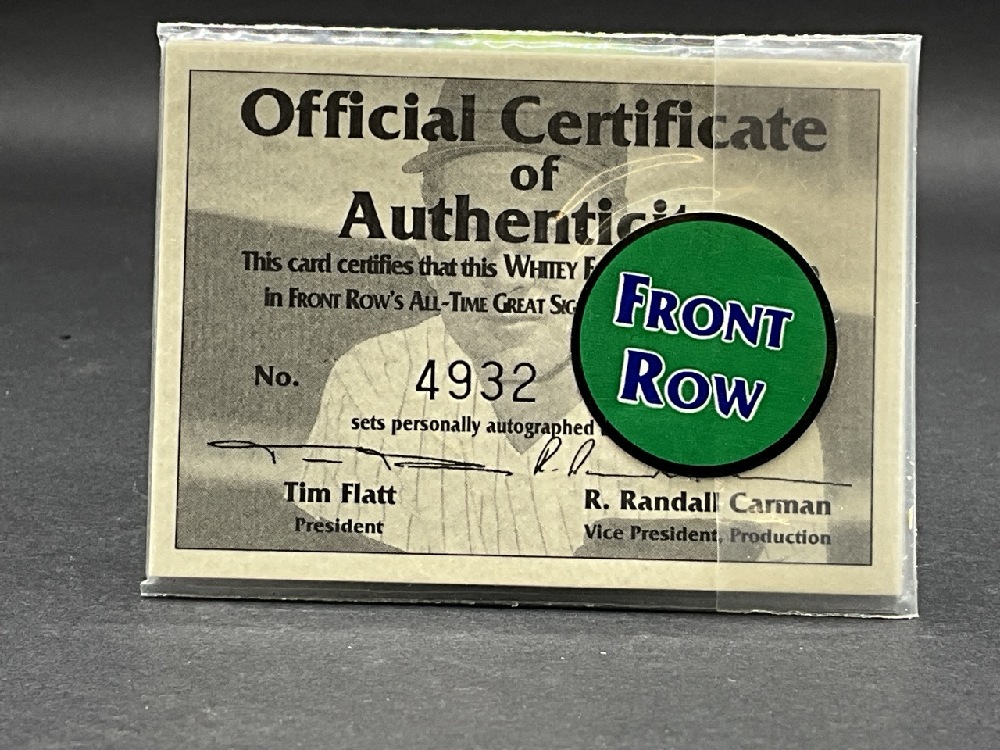 Official Certificate
of
Authenticit
This card certifies that this WHITEY F
in FRONT ROW'S ALL-TIME GREAT SIG
No. 4932
sets personally autographed
Tim Flatt
President
R. Randall Carman
Vice President, Production
FRONT
ROW